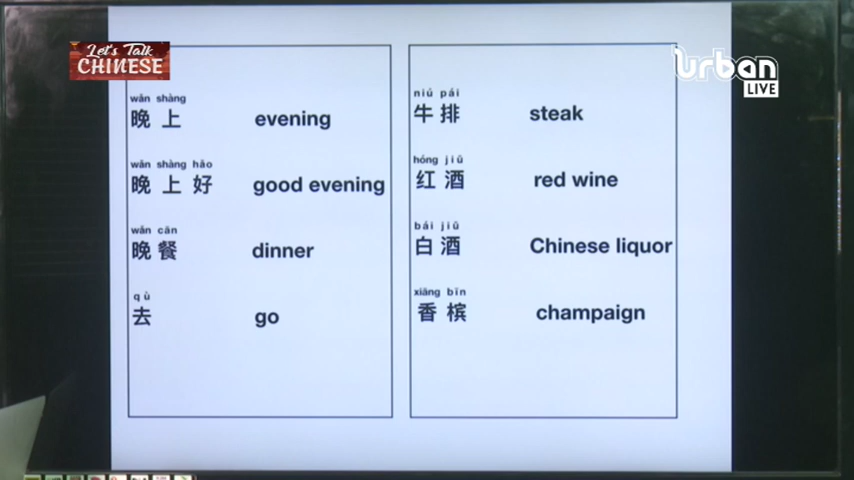 Let's Talk
CHINESE
urban
LIVE
wǎn shàng
晚上 evening
wǎn shàng hǎo
晚上好 good evening
wǎn cān
晚餐 dinner
qù
去 go
niú pái
牛排 steak
hóng jiǔ
红酒 red wine
bái jiǔ
白酒 Chinese liquor
xiāng bīn
香槟 champaign